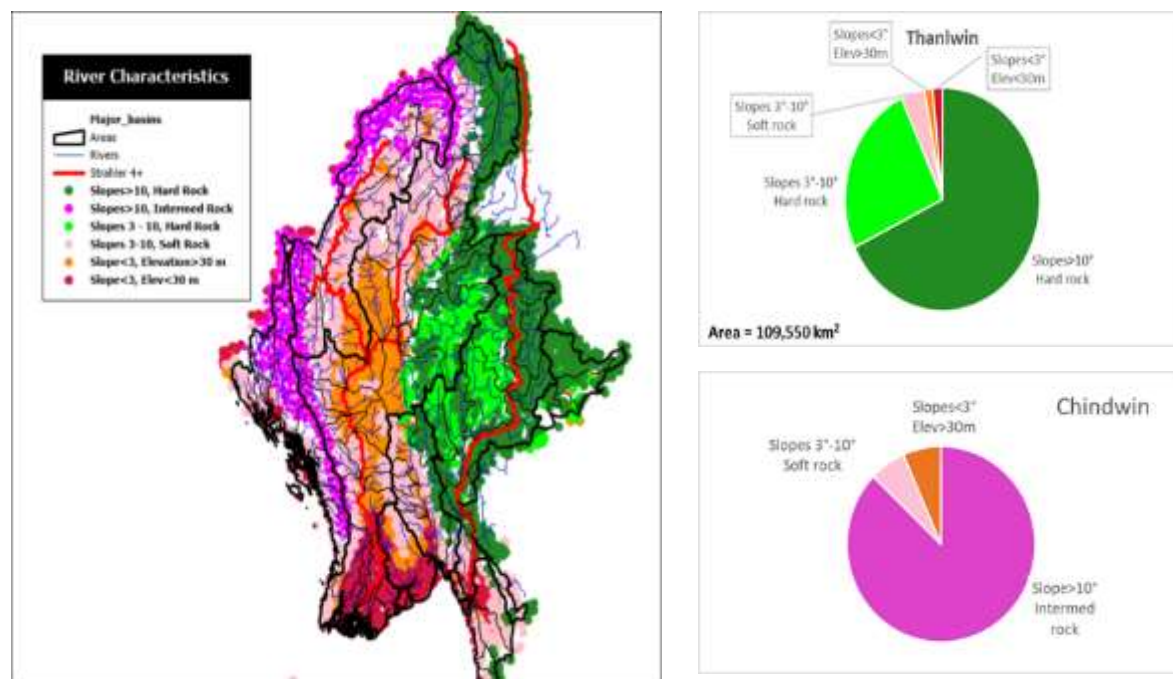 River Characteristics
Major_basins
Areas
Rivers
Strahler 4+
Slopes>10, Hard Rock
Slopes>10, Intermed Rock
Slopes 3 - 10, Hard Rock
Slopes 3-10, Soft Rock
Slope<3, Elevation>30 m
Slope<3, Elev<30 m
Thanlwin
Slopes<3°
Elev>30m
Slopes<3°
Elev<30m
Slopes 3°-10°
Soft rock
Slopes 3°-10°
Hard rock
Slopes>10°
Hard rock
Area = 109,550 km²
Chindwin
Slopes<3°
Elev>30m
Slopes 3°-10°
Soft rock
Slope>10°
Intermed
rock